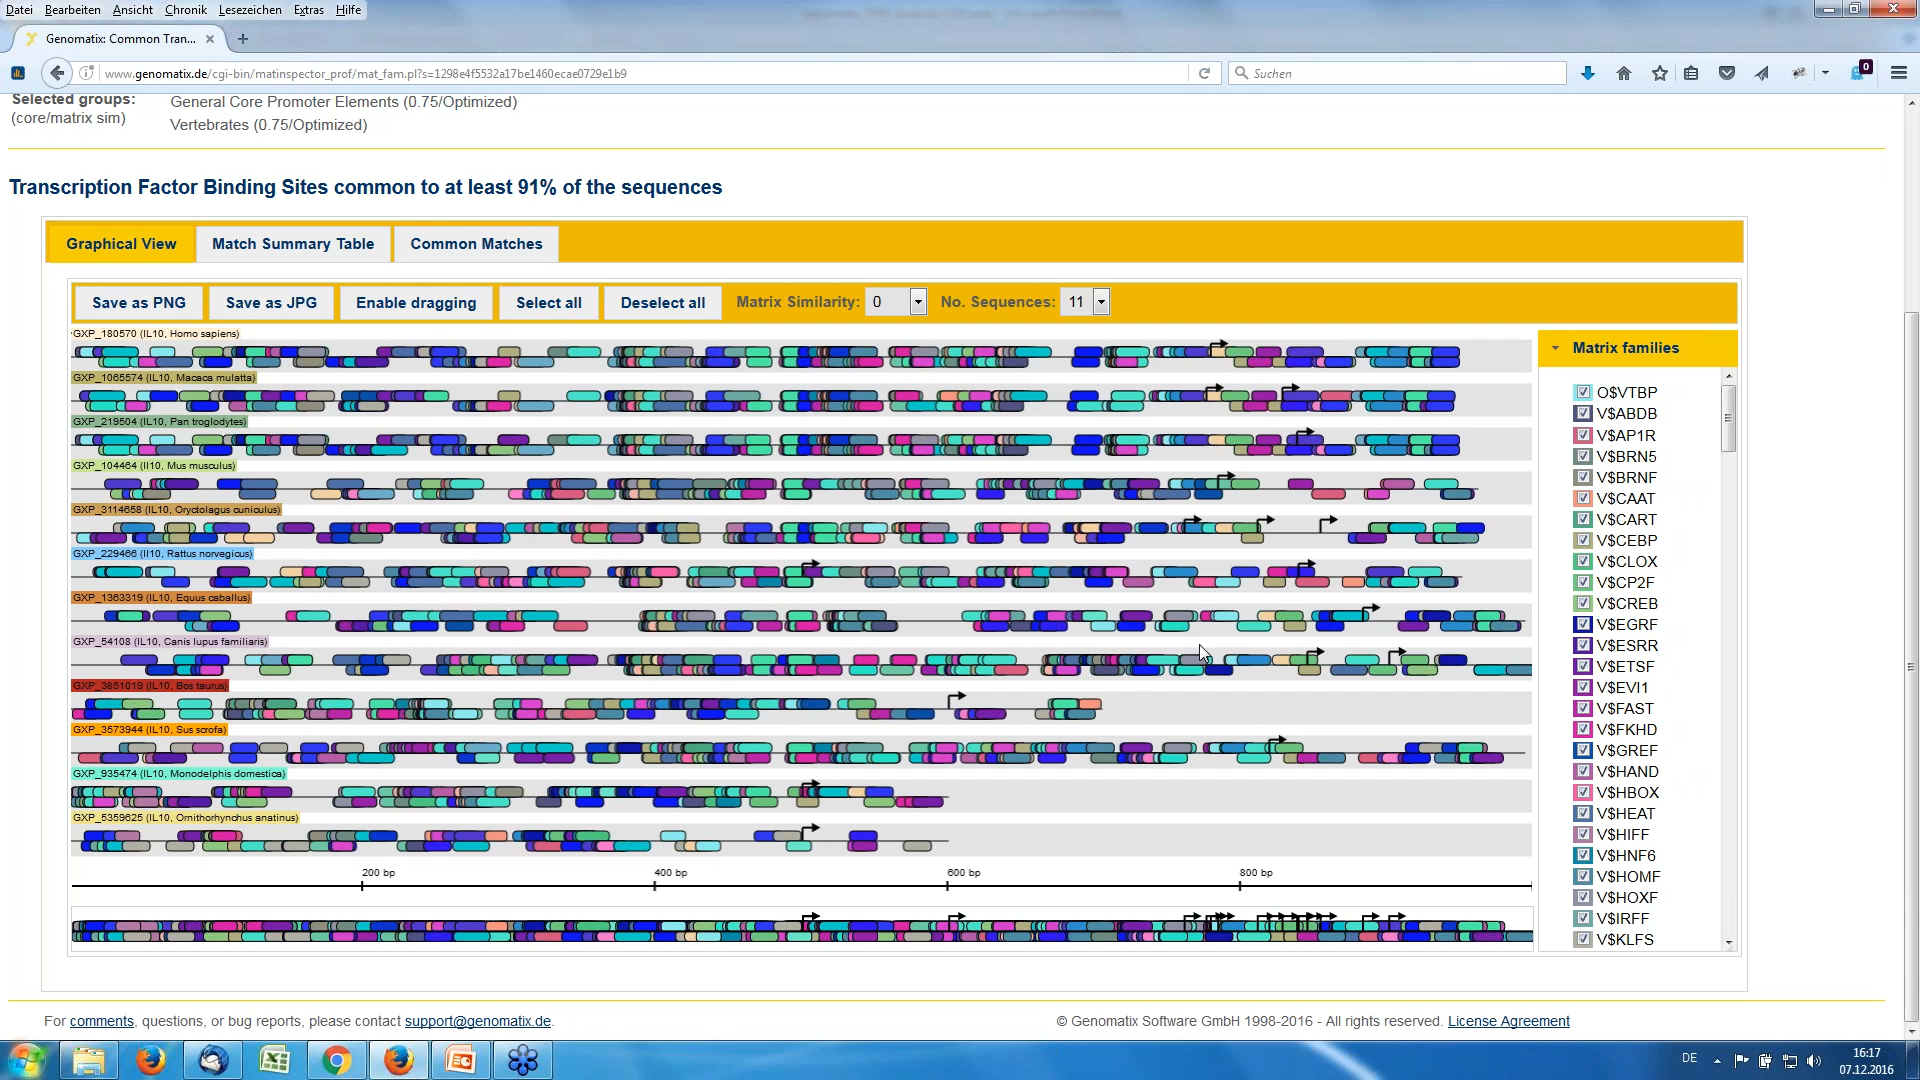 Datei Bearbeiten Ansicht Chronik Lesezeichen Extras Hilfe
Genomatix: Common Tran...
www.genomatix.de/cgi-bin/matinspector_prof/mat_fam.pl?s=1298e4f5532a17be1460ecae0729e1b9
Suchen
0
Selected groups: General Core Promoter Elements (0.75/Optimized)
(core/matrix sim) Vertebrates (0.75/Optimized)
Transcription Factor Binding Sites common to at least 91% of the sequences
Graphical View Match Summary Table Common Matches
Save as PNG Save as JPG Enable dragging Select all Deselect all Matrix Similarity: 0 No. Sequences: 11
GXP_180570 (IL10, Homo sapiens)
GXP_1065574 (IL10, Macaca mulatta)
GXP_219504 (IL10, Pan troglodytes)
GXP_104464 (Il10, Mus musculus)
GXP_3114658 (IL10, Oryctolagus cuniculus)
GXP_229466 (Il10, Rattus norvegicus)
GXP_1363319 (IL10, Equus caballus)
GXP_54108 (IL10, Canis lupus familiaris)
GXP_3851019 (IL10, Bos taurus)
GXP_3573944 (IL10, Sus scrofa)
GXP_935474 (IL10, Monodelphis domestica)
GXP_5359625 (IL10, Ornithorhynchus anatinus)
200 bp 400 bp 600 bp 800 bp
Matrix families
O$VTBP
V$ABDB
V$AP1R
V$BRN5
V$BRNF
V$CAAT
V$CART
V$CEBP
V$CLOX
V$CP2F
V$CREB
V$EGRF
V$ESRR
V$ETSF
V$EVI1
V$FAST
V$FKHD
V$GREF
V$HAND
V$HBOX
V$HEAT
V$HIFF
V$HNF6
V$HOMF
V$HOXF
V$IRFF
V$KLFS
For comments, questions, or bug reports, please contact support@genomatix.de.
© Genomatix Software GmbH 1998-2016 - All rights reserved. License Agreement
DE
16:17
07.12.2016